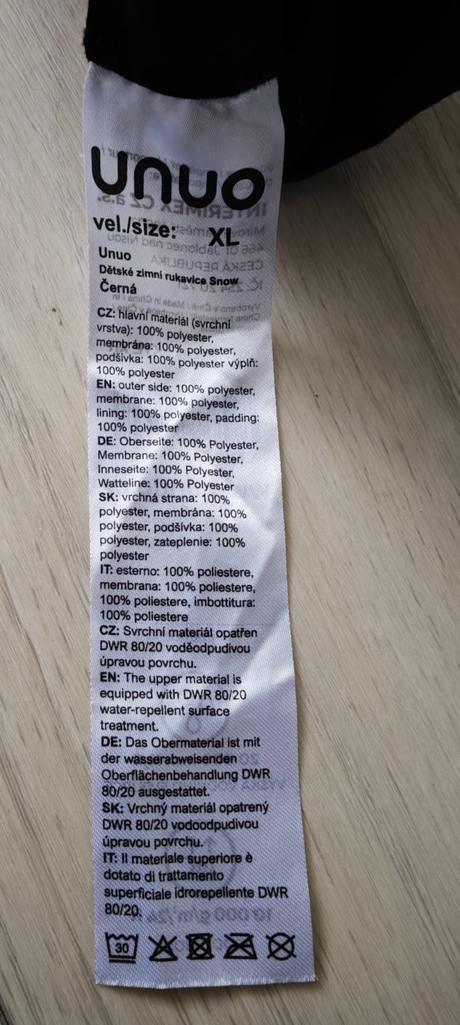 unuo
vel./size: XL
Unuo
Dětské zimní rukavice Snow
Černá
CZ: hlavní materiál (svrchní
vrstva): 100% polyester,
membrána: 100% polyester,
podšívka: 100% polyester výplň:
100% polyester
EN: outer side: 100% polyester,
membrane: 100% polyester,
lining: 100% polyester, padding:
100% polyester
DE: Oberseite: 100% Polyester,
Membrane: 100% Polyester,
Inneseite: 100% Polyester,
Watteline: 100% Polyester
SK: vrchná strana: 100%
polyester, membrána: 100%
polyester, podšívka: 100%
polyester, zateplenie: 100%
polyester
IT: esterno: 100% poliestere,
membrana: 100% poliestere,
100% poliestere, imbottitura:
100% poliestere
CZ: Svrchní materiál opatřen
DWR 80/20 voděodpudivou
úpravou povrchu.
EN: The upper material is
equipped with DWR 80/20
water-repellent surface
treatment.
DE: Das Obermaterial ist mit
der wasserabweisenden
Oberflächenbehandlung DWR
80/20 ausgestattet.
SK: Vrchný materiál opatrený
DWR 80/20 vodoodpudivou
úpravou povrchu.
IT: Il materiale superiore è
dotato di trattamento
superficiale idrorepellente DWR
80/20.
30